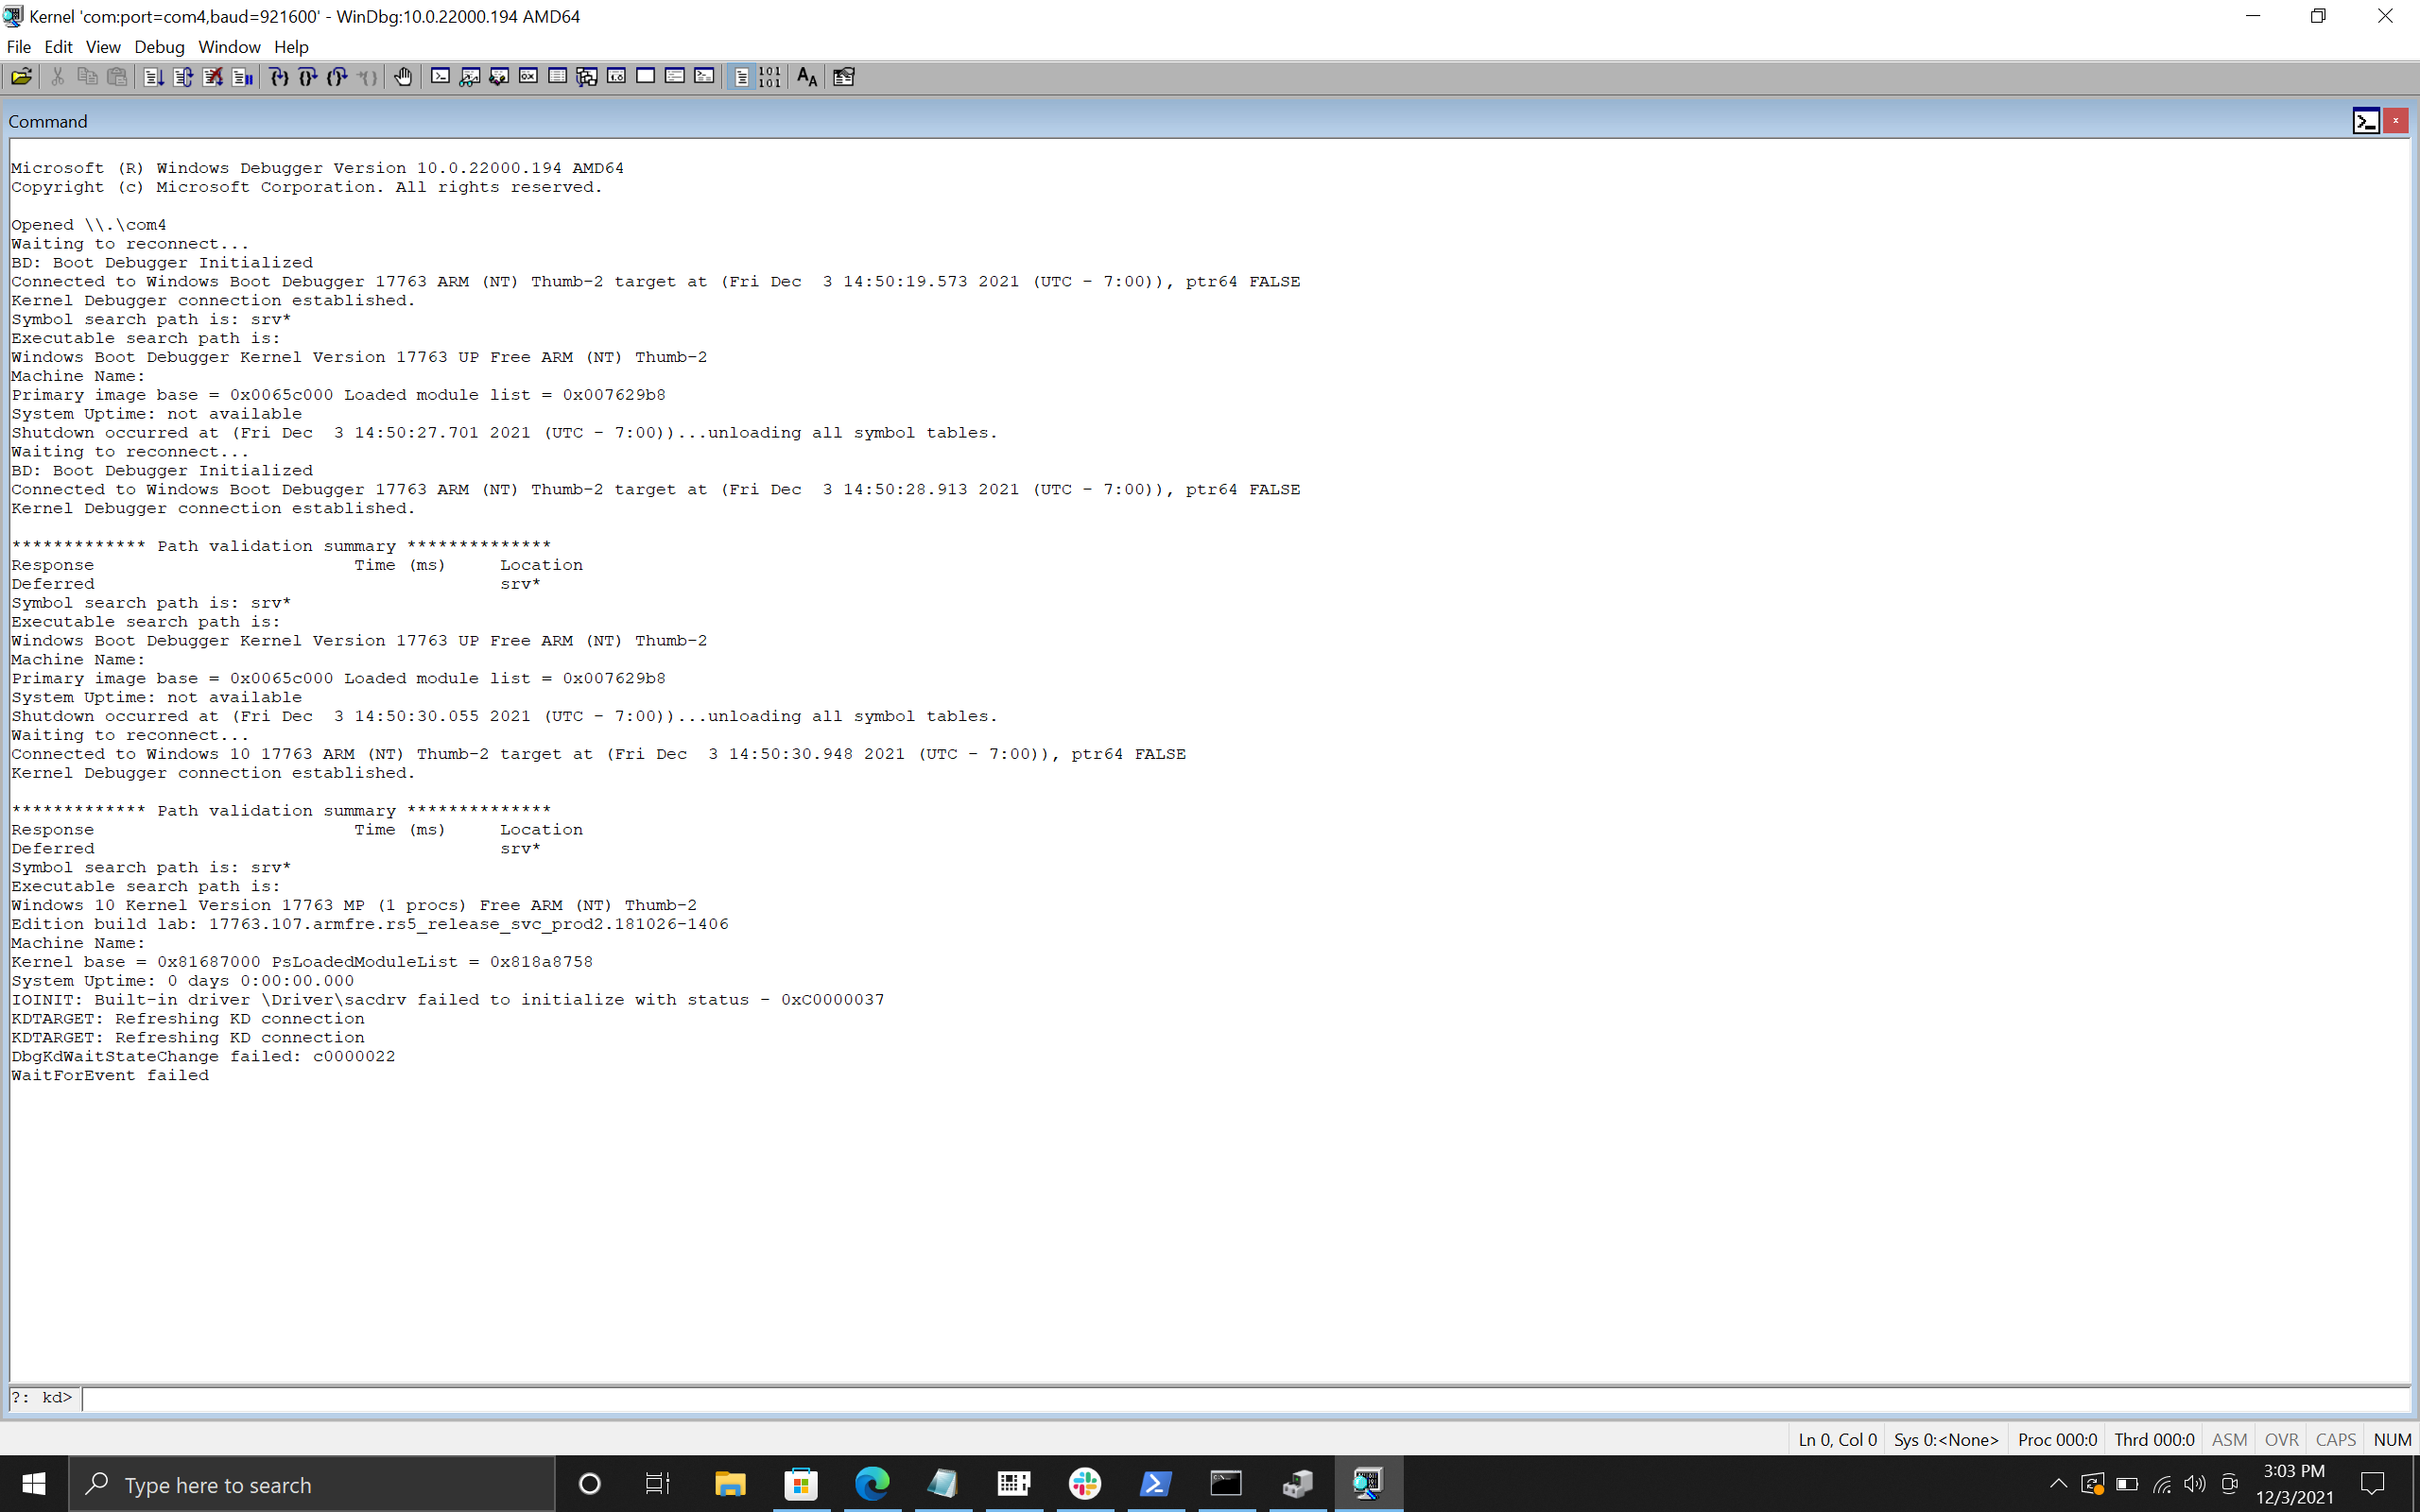 Kernel 'com:port=com4,baud=921600' - WinDbg:10.0.22000.194 AMD64
File Edit View Debug Window Help
Command
Microsoft (R) Windows Debugger Version 10.0.22000.194 AMD64
Copyright (c) Microsoft Corporation. All rights reserved.
Opened \\.\com4
Waiting to reconnect...
BD: Boot Debugger Initialized
Connected to Windows Boot Debugger 17763 ARM (NT) Thumb-2 target at (Fri Dec  3 14:50:19.573 2021 (UTC - 7:00)), ptr64 FALSE
Kernel Debugger connection established.
Symbol search path is: srv*
Executable search path is:
Windows Boot Debugger Kernel Version 17763 UP Free ARM (NT) Thumb-2
Machine Name:
Primary image base = 0x0065c000 Loaded module list = 0x007629b8
System Uptime: not available
Shutdown occurred at (Fri Dec  3 14:50:27.701 2021 (UTC - 7:00))...unloading all symbol tables.
Waiting to reconnect...
BD: Boot Debugger Initialized
Connected to Windows Boot Debugger 17763 ARM (NT) Thumb-2 target at (Fri Dec  3 14:50:28.913 2021 (UTC - 7:00)), ptr64 FALSE
Kernel Debugger connection established.
************* Path validation summary **************
Response                         Time (ms)     Location
Deferred                                       srv*
Symbol search path is: srv*
Executable search path is:
Windows Boot Debugger Kernel Version 17763 UP Free ARM (NT) Thumb-2
Machine Name:
Primary image base = 0x0065c000 Loaded module list = 0x007629b8
System Uptime: not available
Shutdown occurred at (Fri Dec  3 14:50:30.055 2021 (UTC - 7:00))...unloading all symbol tables.
Waiting to reconnect...
Connected to Windows 10 17763 ARM (NT) Thumb-2 target at (Fri Dec  3 14:50:30.948 2021 (UTC - 7:00)), ptr64 FALSE
Kernel Debugger connection established.
************* Path validation summary **************
Response                         Time (ms)     Location
Deferred                                       srv*
Symbol search path is: srv*
Executable search path is:
Windows 10 Kernel Version 17763 MP (1 procs) Free ARM (NT) Thumb-2
Edition build lab: 17763.107.armfre.rs5_release_svc_prod2.181026-1406
Machine Name:
Kernel base = 0x81687000 PsLoadedModuleList = 0x818a8758
System Uptime: 0 days 0:00:00.000
IOINIT: Built-in driver \Driver\sacdrv failed to initialize with status - 0xC0000037
KDTARGET: Refreshing KD connection
KDTARGET: Refreshing KD connection
DbgKdWaitStateChange failed: c0000022
WaitForEvent failed
?: kd>
Ln 0, Col 0 Sys 0:<None> Proc 000:0 Thrd 000:0 ASM OVR CAPS NUM
Type here to search
3:03 PM
12/3/2021